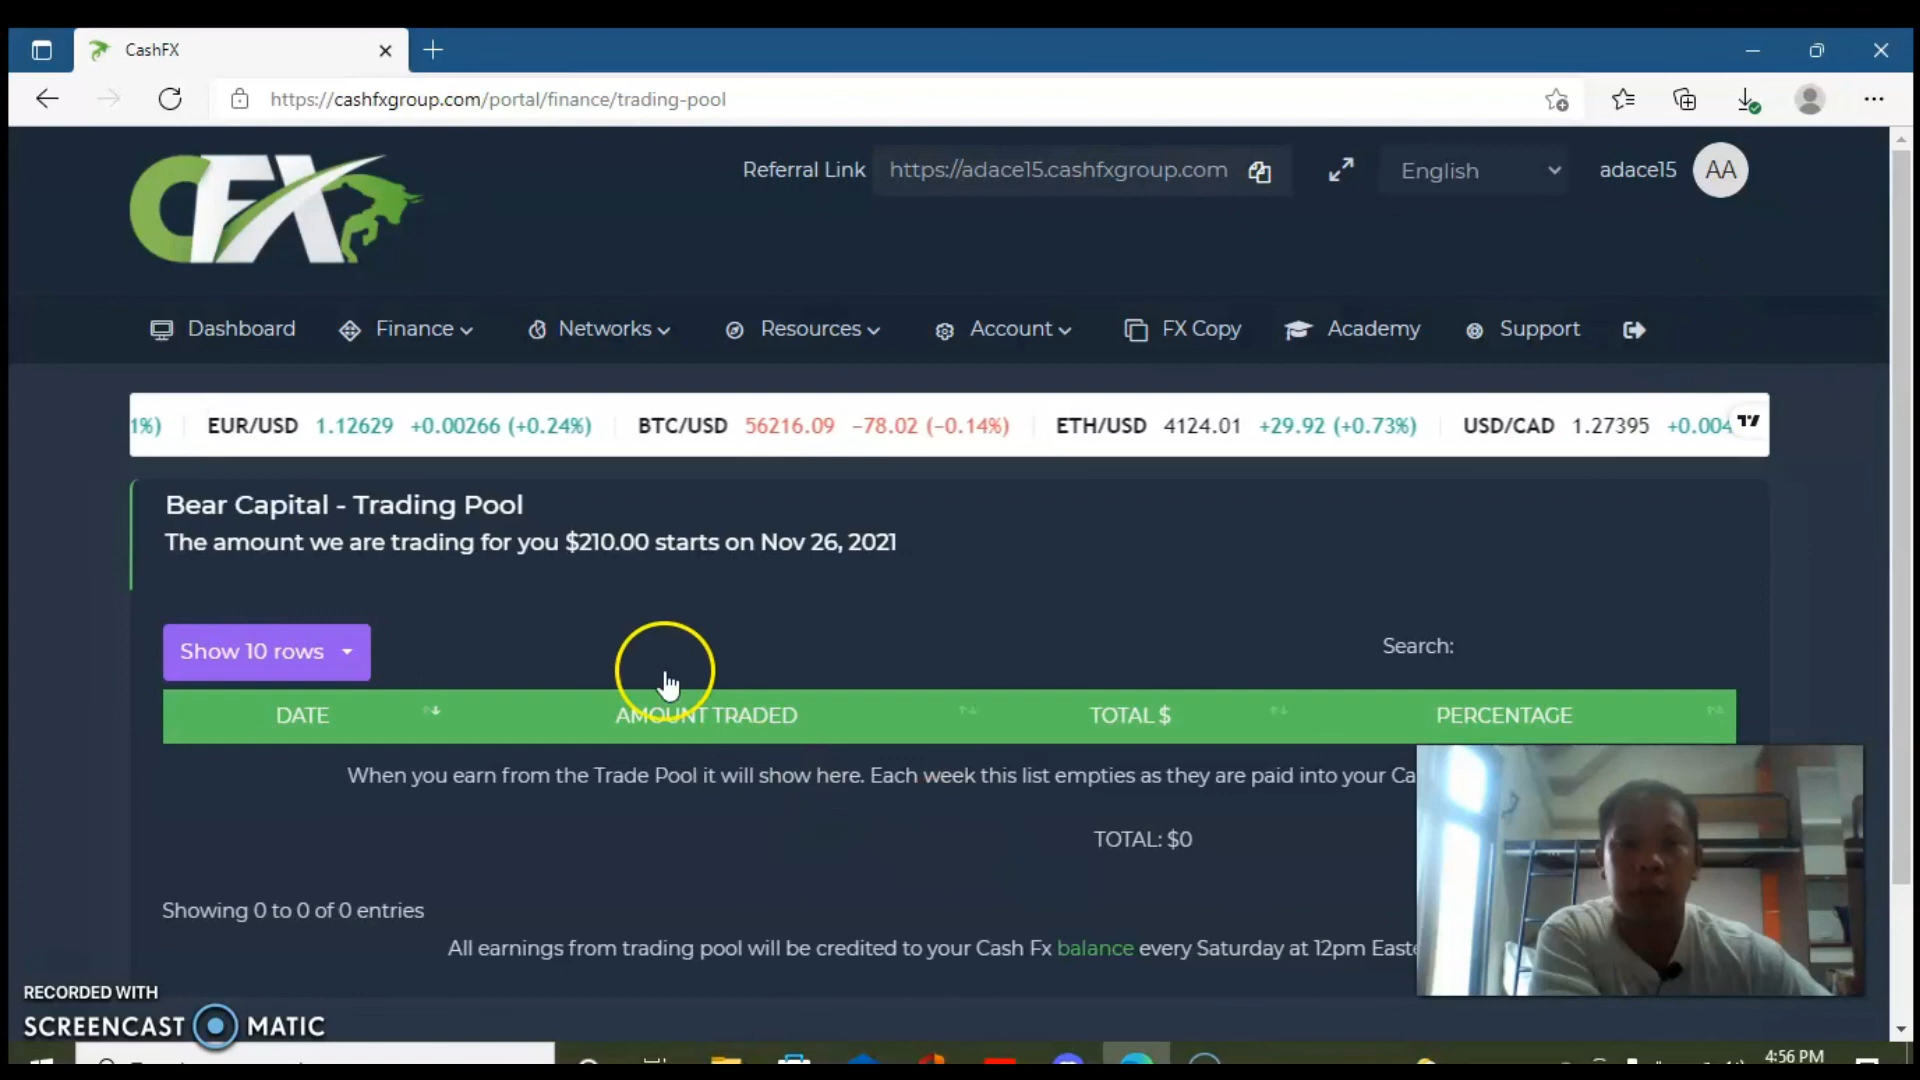 CashFX
https://cashfxgroup.com/portal/finance/trading-pool
CFX
Referral Link https://adace15.cashfxgroup.com English adace15 AA
Dashboard Finance Networks Resources Account FX Copy Academy Support
1%) EUR/USD 1.12629 +0.00266 (+0.24%) BTC/USD 56216.09 −78.02 (−0.14%) ETH/USD 4124.01 +29.92 (+0.73%) USD/CAD 1.27395 +0.004
Bear Capital - Trading Pool
The amount we are trading for you $210.00 starts on Nov 26, 2021
Show 10 rows Search:
DATE AMOUNT TRADED TOTAL $ PERCENTAGE
When you earn from the Trade Pool it will show here. Each week this list empties as they are paid into your Ca
TOTAL: $0
Showing 0 to 0 of 0 entries
All earnings from trading pool will be credited to your Cash Fx balance every Saturday at 12pm Easte
RECORDED WITH
SCREENCAST MATIC
4:56 PM